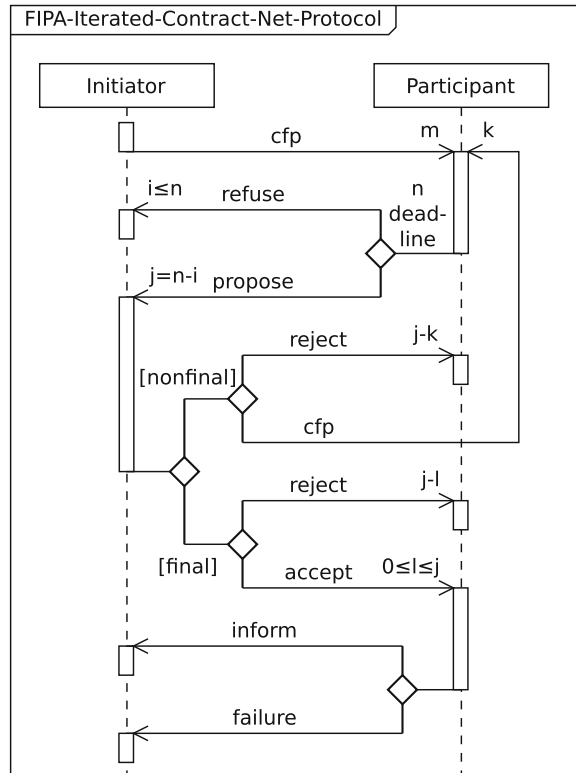 FIPA-Iterated-Contract-Net-Protocol
Initiator
Participant
cfp
m
k
i≤n
refuse
n
dead-
line
j=n-i
propose
reject
j-k
[nonfinal]
cfp
reject
j-l
[final]
accept
0≤l≤j
inform
failure